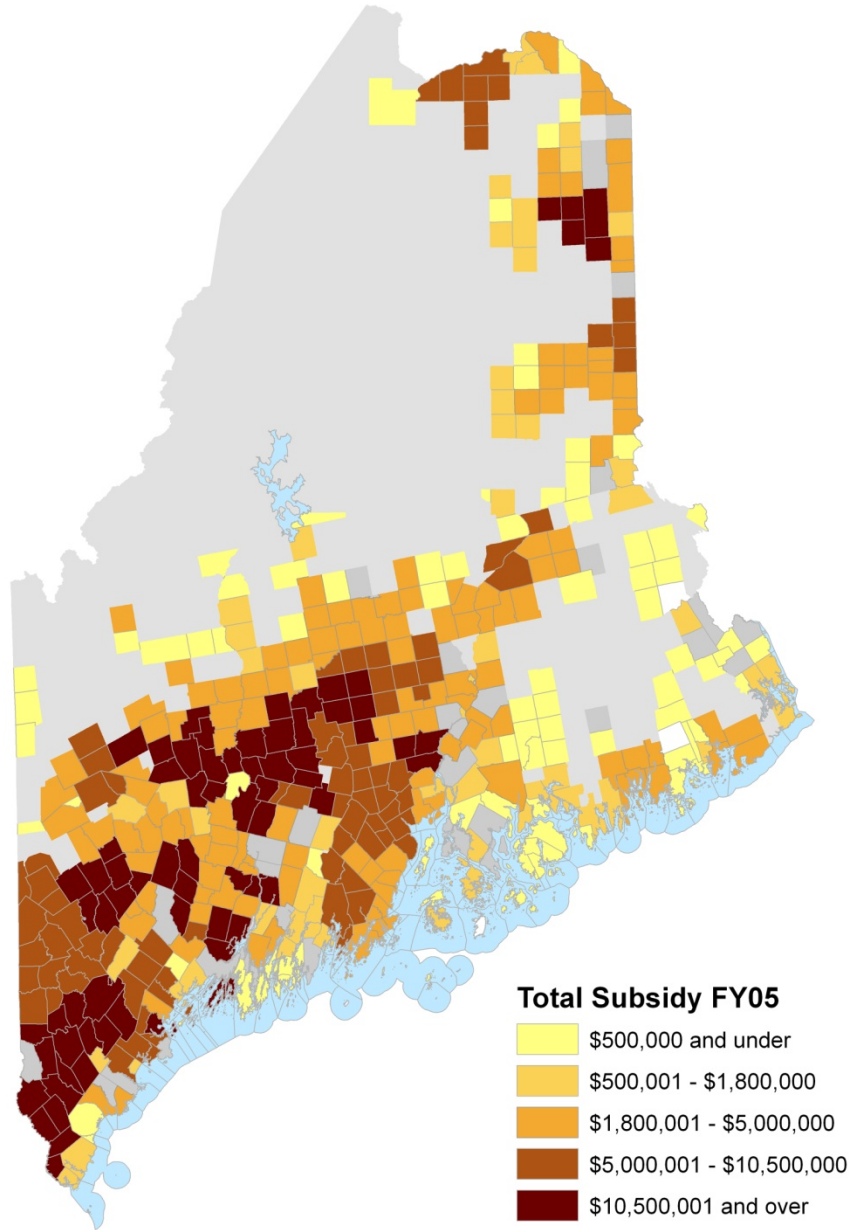 Total Subsidy FY05
$500,000 and under
$500,001 - $1,800,000
$1,800,001 - $5,000,000
$5,000,001 - $10,500,000
$10,500,001 and over